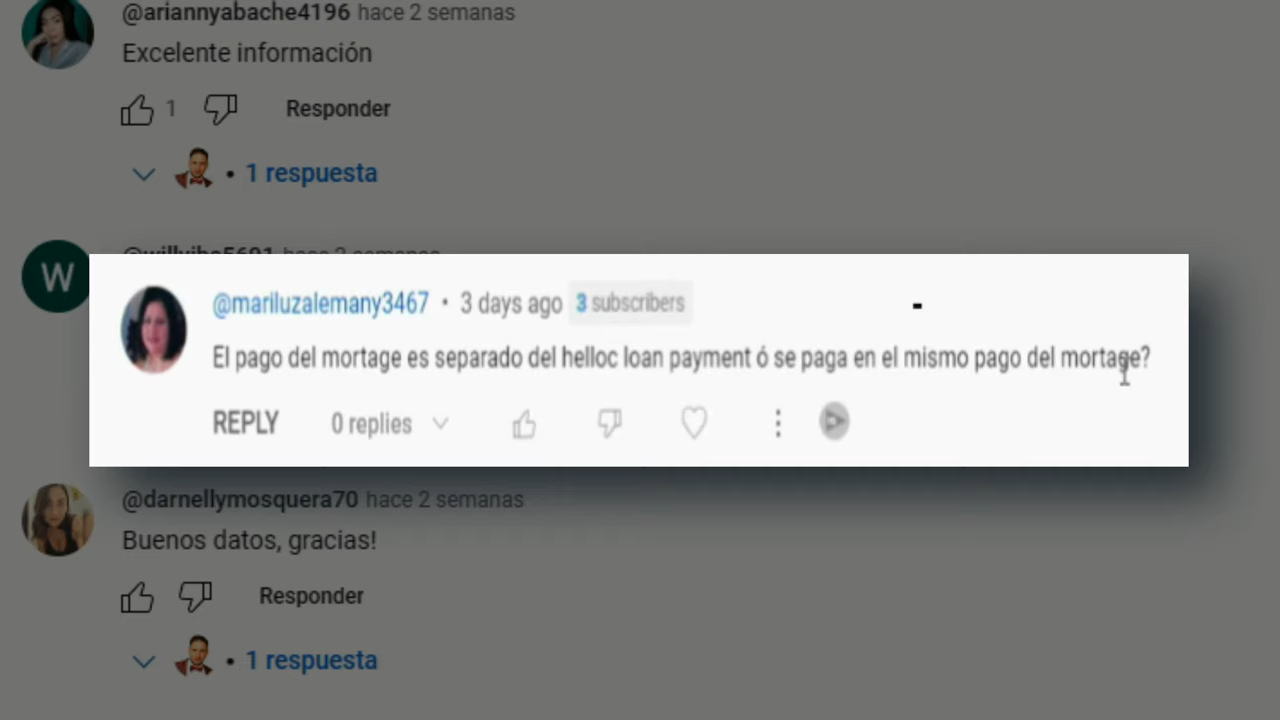 @ariannyabache4196 hace 2 semanas
Excelente información
1 Responder
• 1 respuesta
W
@mariluzalemany3467 • 3 days ago 3 subscribers
El pago del mortage es separado del helloc loan payment ó se paga en el mismo pago del mortage?
REPLY 0 replies
@darnellymosquera70 hace 2 semanas
Buenos datos, gracias!
Responder
• 1 respuesta